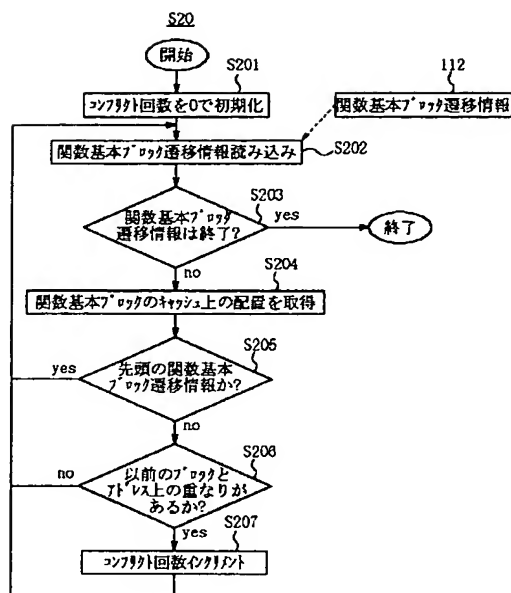 S20
開始
S201
112
コンフリクト回数を0で初期化
関数基本ブロック遷移情報
関数基本ブロック遷移情報読み込み
S202
S203
関数基本ブロック
遷移情報は終了?
yes
終了
no
S204
関数基本ブロックのキャッシュ上の配置を取得
S205
先頭の関数基本
ブロック遷移情報か?
yes
no
S206
以前のブロックと
アドレス上の重なりが
あるか?
no
yes
S207
コンフリクト回数インクリメント